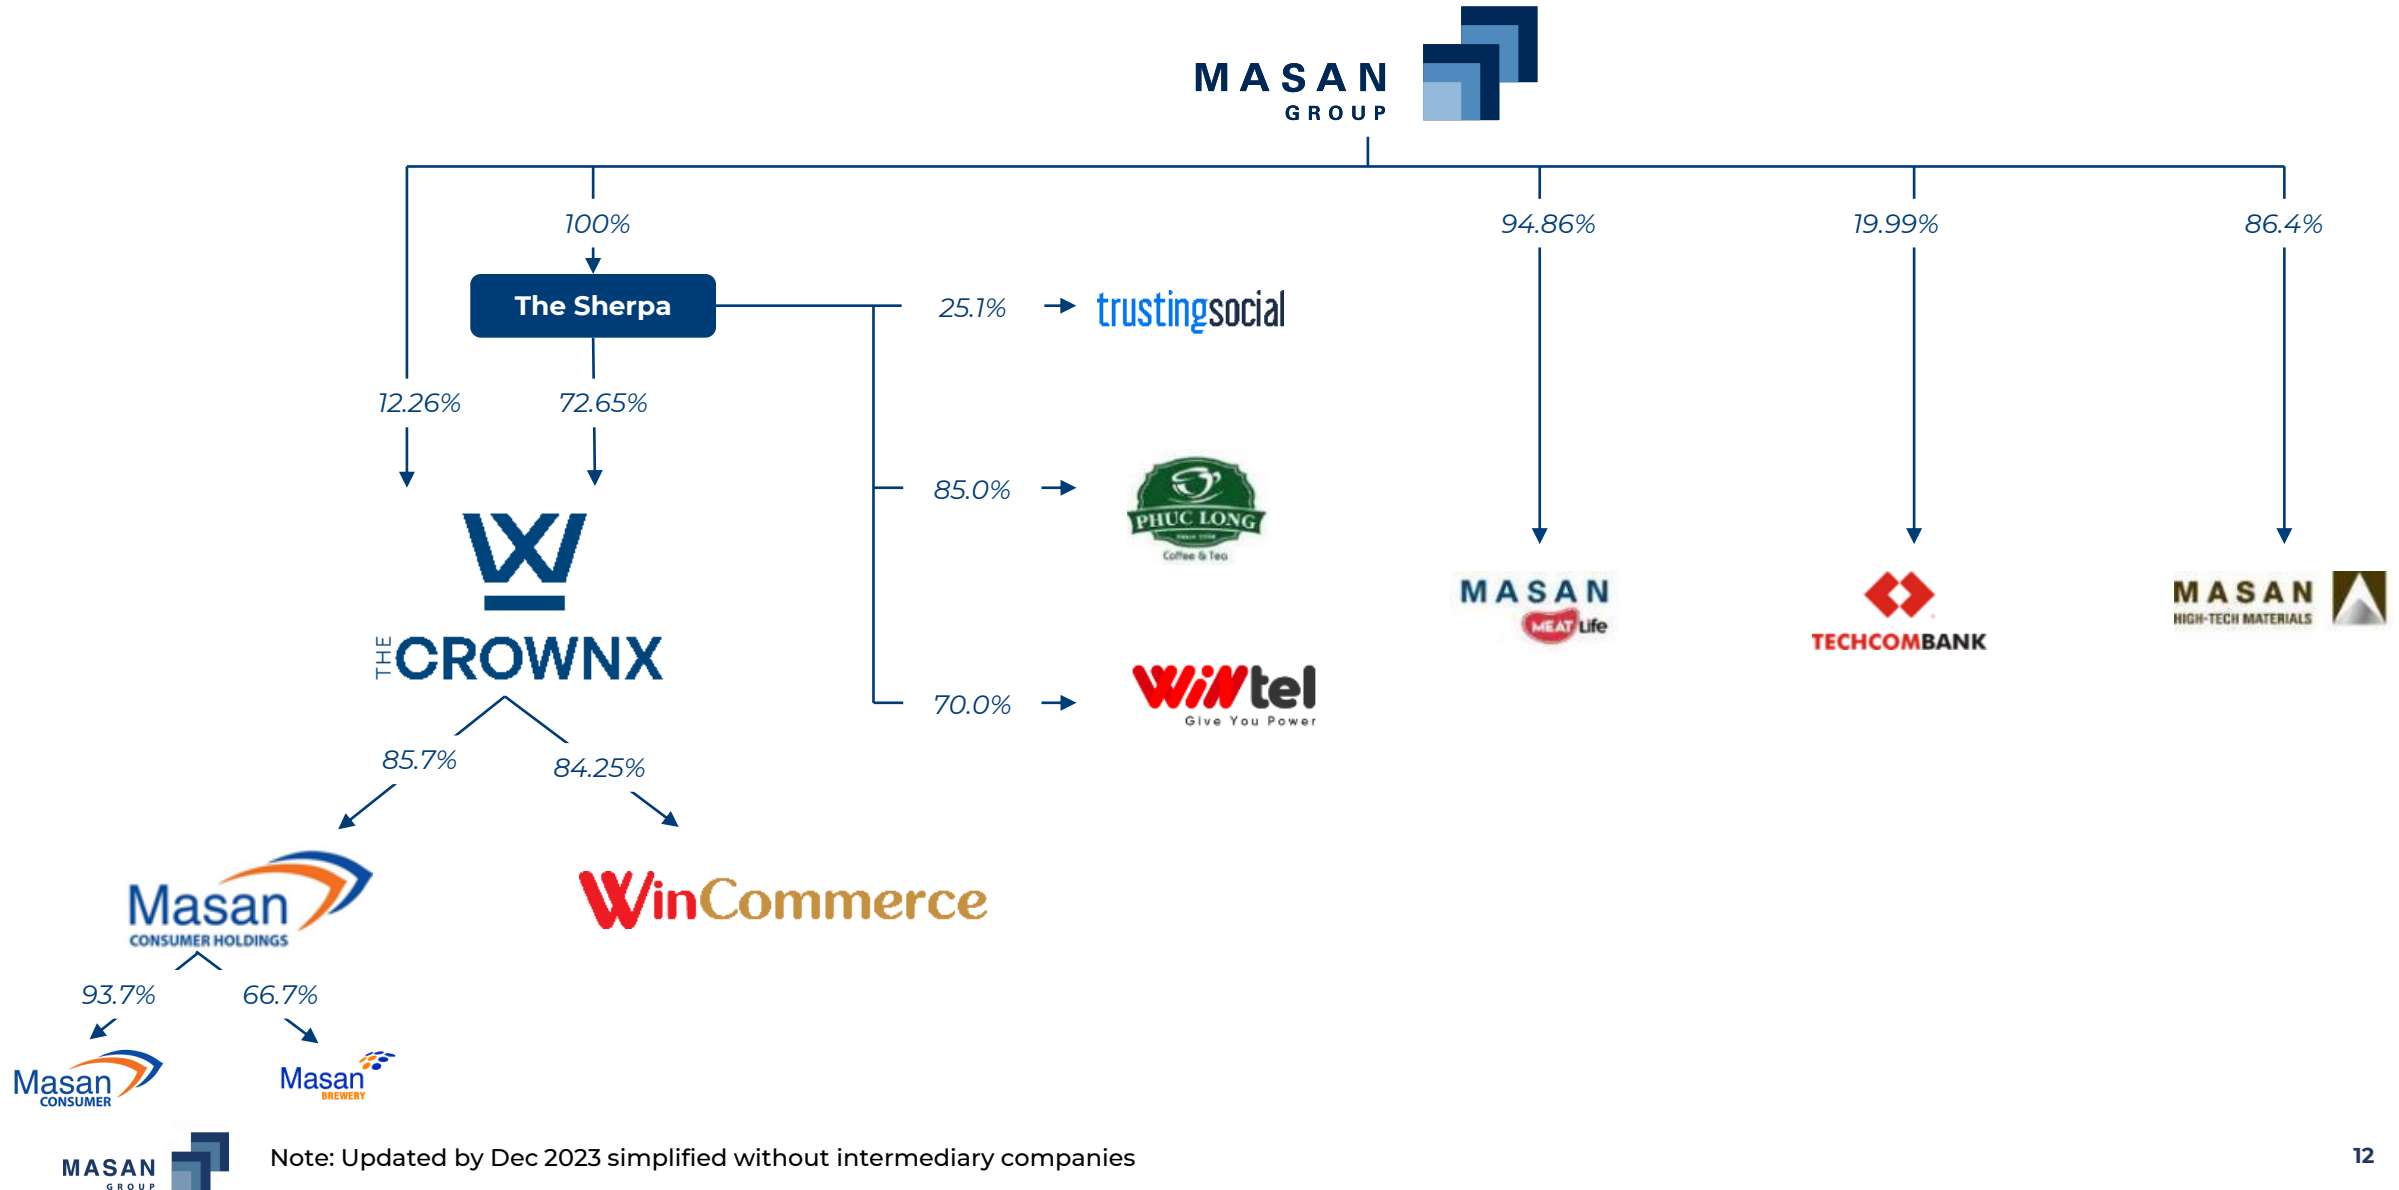 MASAN
GROUP
100%
94.86%
19.99%
86.4%
The Sherpa
25.1%
trustingsocial
12.26%
72.65%
85.0%
PHUC LONG
Coffee & Tea
THE CROWNX
MASAN
MEAT Life
TECHCOMBANK
MASAN
HIGH-TECH MATERIALS
70.0%
WiNtel
Give You Power
85.7%
84.25%
Masan
CONSUMER HOLDINGS
WinCommerce
93.7%
66.7%
Masan
CONSUMER
Masan
BREWERY
MASAN
GROUP
Note: Updated by Dec 2023 simplified without intermediary companies
12